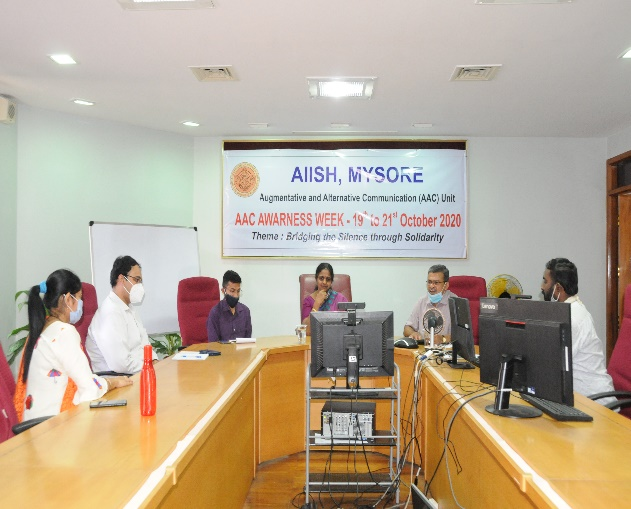 AIISH, MYSORE
Augmentative and Alternative Communication (AAC) Unit
AAC AWARNESS WEEK - 19th to 21st October 2020
Theme : Bridging the Silence through Solidarity
Lenovo